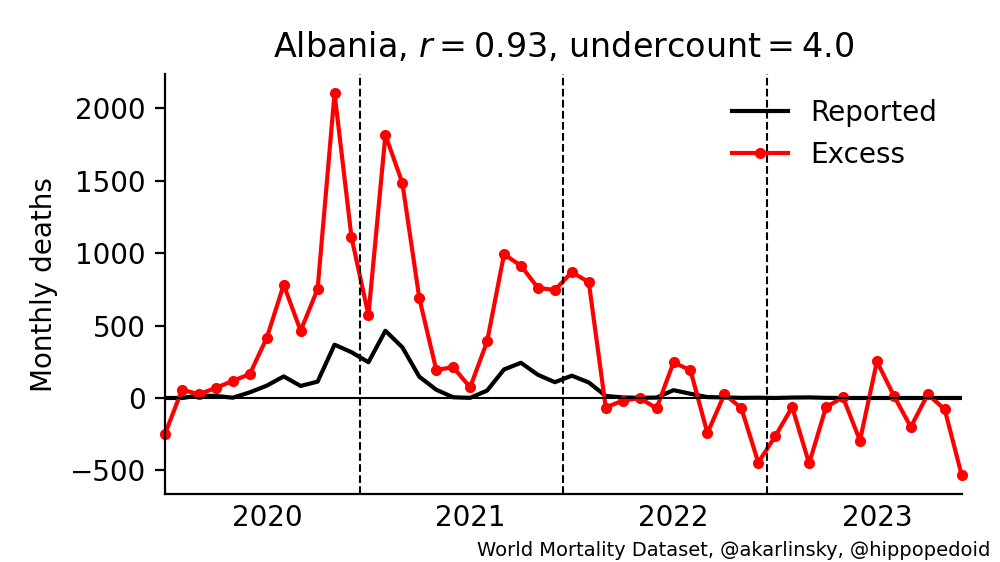 Albania, r = 0.93, undercount = 4.0
Monthly deaths
2000
1500
1000
500
0
−500
Reported
Excess
2020 2021 2022 2023
World Mortality Dataset, @akarlinsky, @hippopedoid